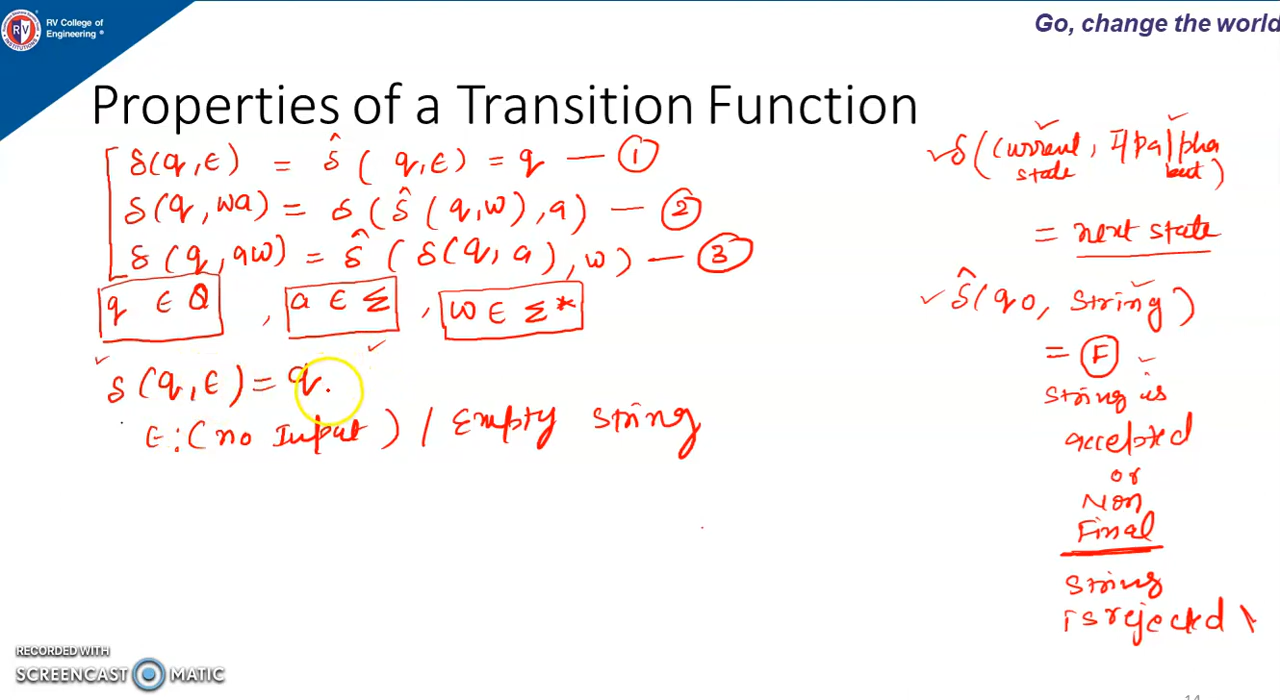 RV College of
Engineering ®
Go, change the world
Properties of a Transition Function
δ(q, ϵ) = δ̂ (q, ϵ) = q — ①
δ(q, wa) = δ(δ̂(q, w), a) — ②
δ(q, aw) = δ̂(δ(q, a), w) — ③
q ∈ Q , a ∈ Σ , w ∈ Σ*
δ(q, ϵ) = q.
ϵ: (no Input) / Empty string
δ(current state, I/p alphabet)
= next state
δ̂(q0, string)
= F
string is
accepted
or
Non
Final
string
is rejected
RECORDED WITH
SCREENCAST MATIC
14